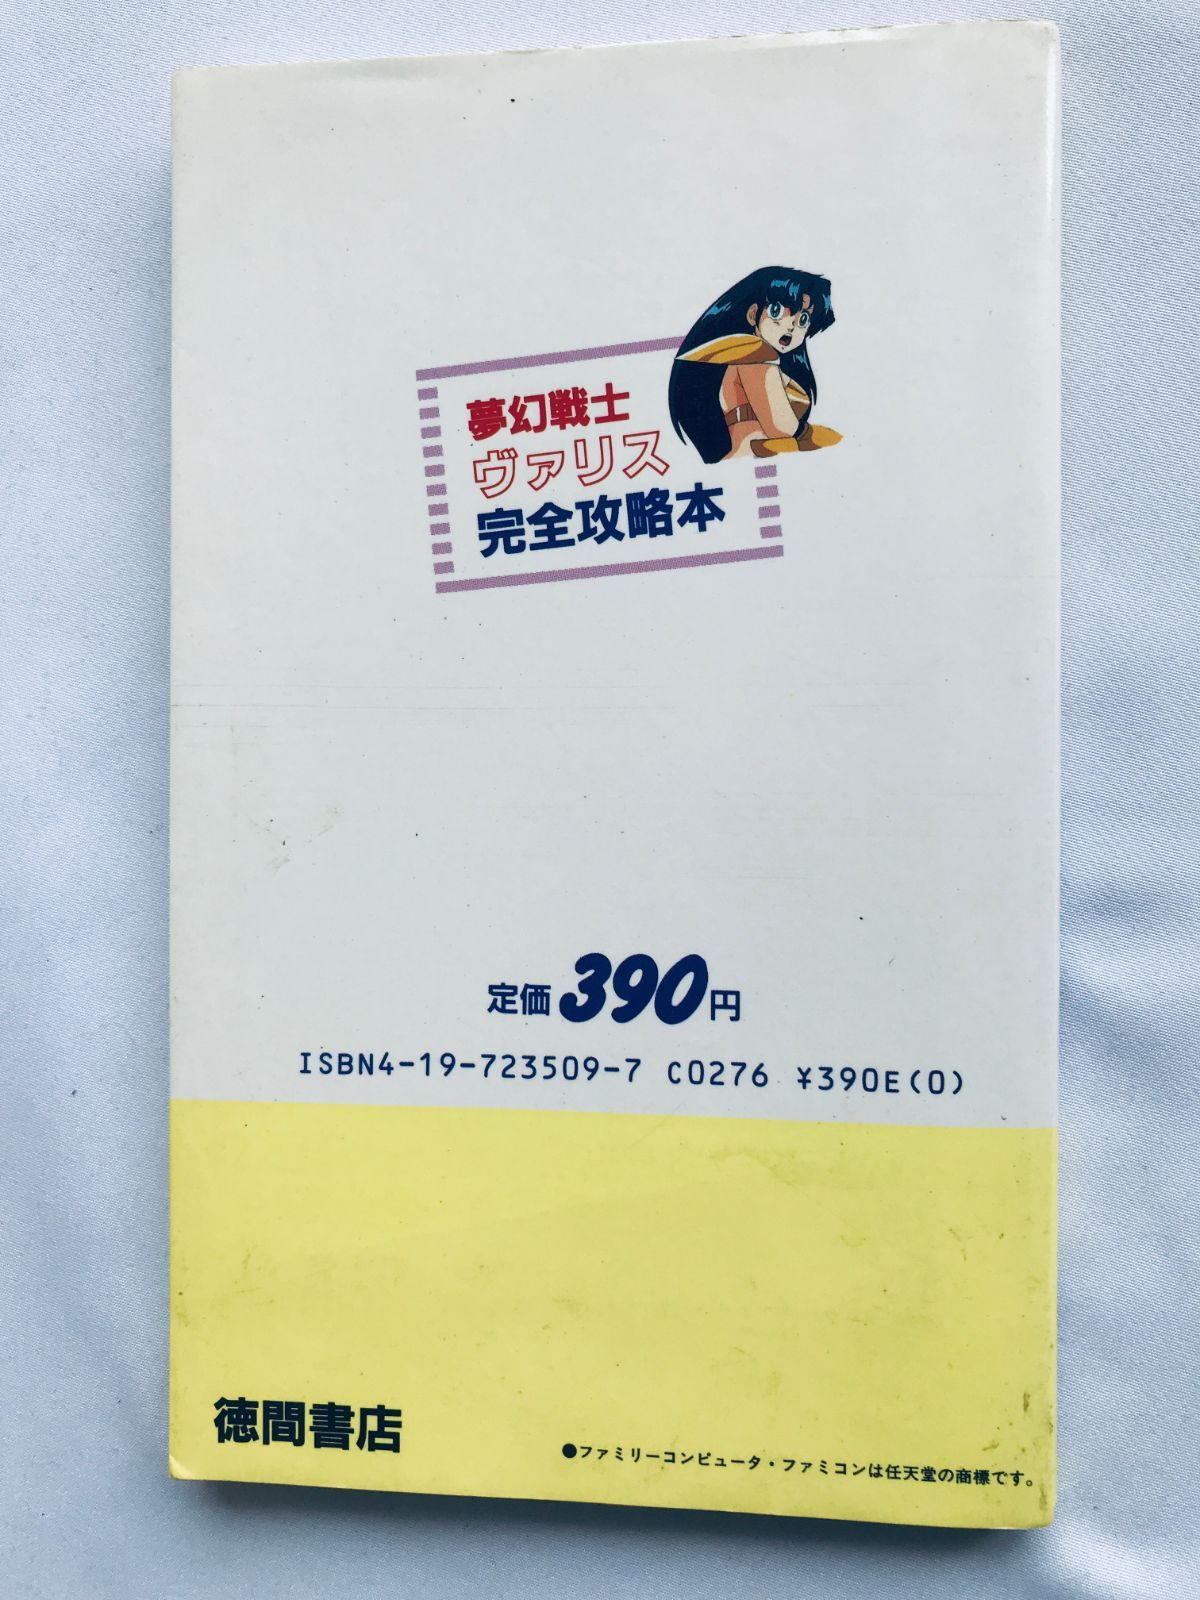 夢幻戦士
ヴァリス
完全攻略本
定価390円
ISBN4-19-723509-7 C0276 ¥390E(0)
徳間書店
●ファミリーコンピュータ・ファミコンは任天堂の商標です。